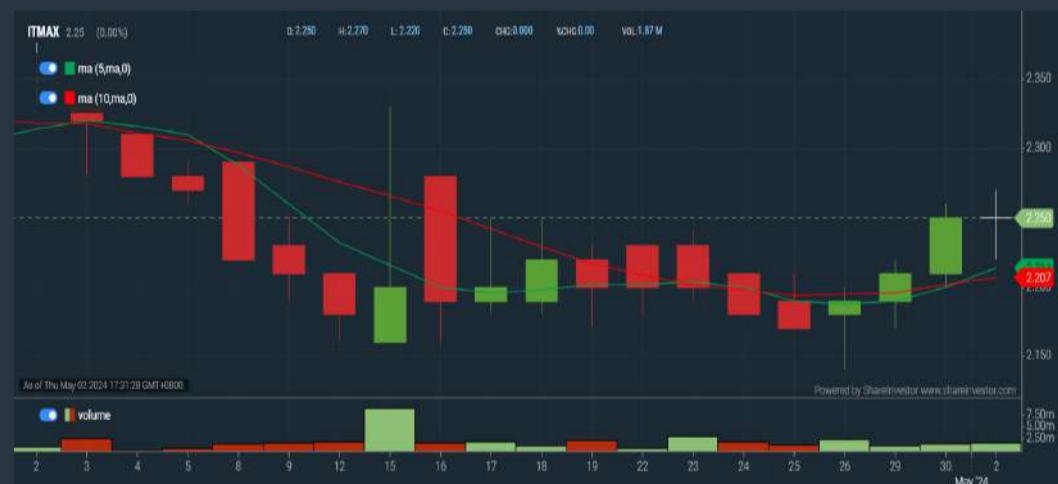 ITMAX 2.25 (0.00%) O: 2.250 H: 2.270 L: 2.220 C: 2.250 CHG:0.000 %CHG:0.00 VOL:1.87 M
ma (5,ma,0)
ma (10,ma,0)
2.350
2.300
2.250
2.207
2.150
As of Thu May 02 2024 17:31:28 GMT+0800
Powered by ShareInvestor www.shareinvestor.com
volume
7.50m
5.00m
2.50m
2 3 4 5 8 9 12 15 16 17 18 19 22 23 24 25 26 29 30 2
May '24